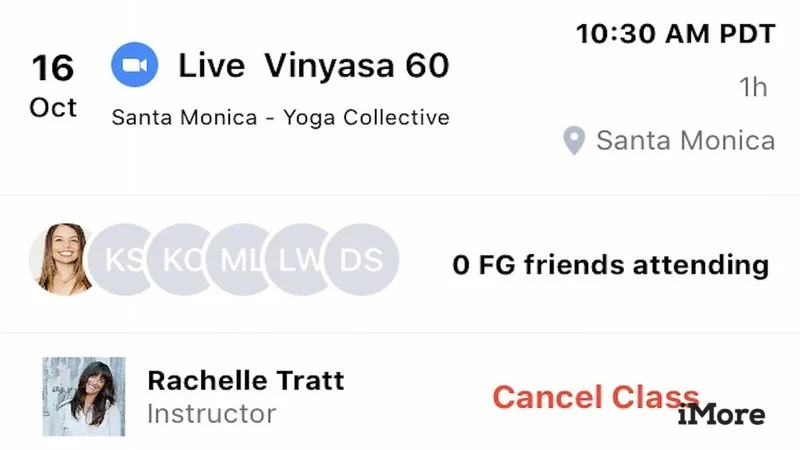 16
Oct
Live Vinyasa 60
Santa Monica - Yoga Collective
10:30 AM PDT
1h
Santa Monica
KS
KC
ML
LW
DS
0 FG friends attending
Rachelle Tratt
Instructor
Cancel Class
iMore